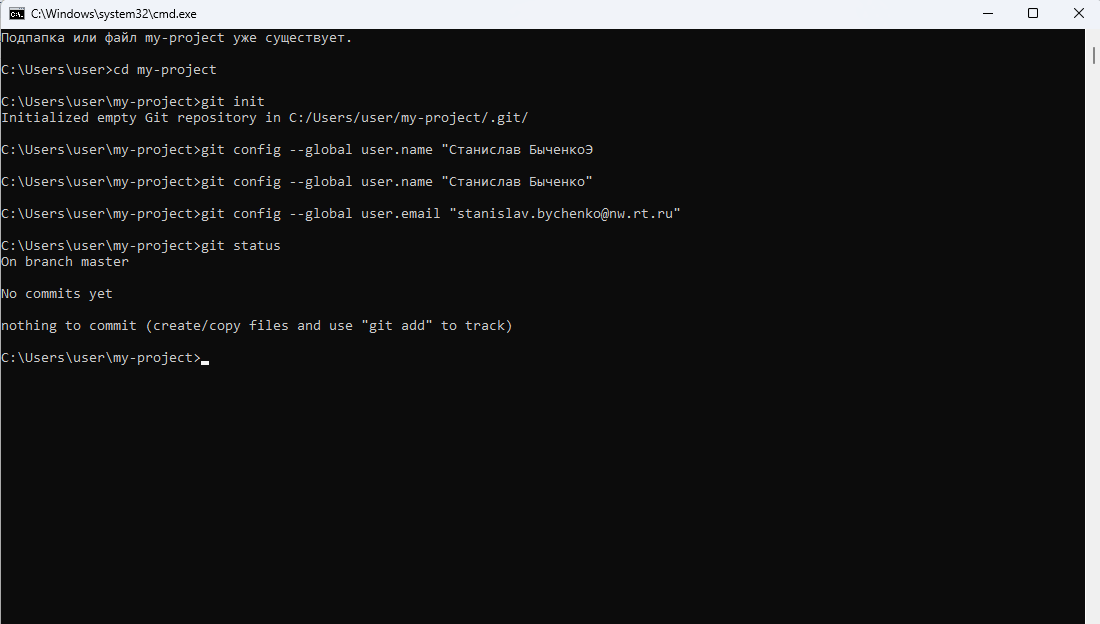 C:\Windows\system32\cmd.exe
Подпапка или файл my-project уже существует.
C:\Users\user>cd my-project
C:\Users\user\my-project>git init
Initialized empty Git repository in C:/Users/user/my-project/.git/
C:\Users\user\my-project>git config --global user.name "Станислав БыченкоЭ
C:\Users\user\my-project>git config --global user.name "Станислав Быченко"
C:\Users\user\my-project>git config --global user.email "stanislav.bychenko@nw.rt.ru"
C:\Users\user\my-project>git status
On branch master
No commits yet
nothing to commit (create/copy files and use "git add" to track)
C:\Users\user\my-project>